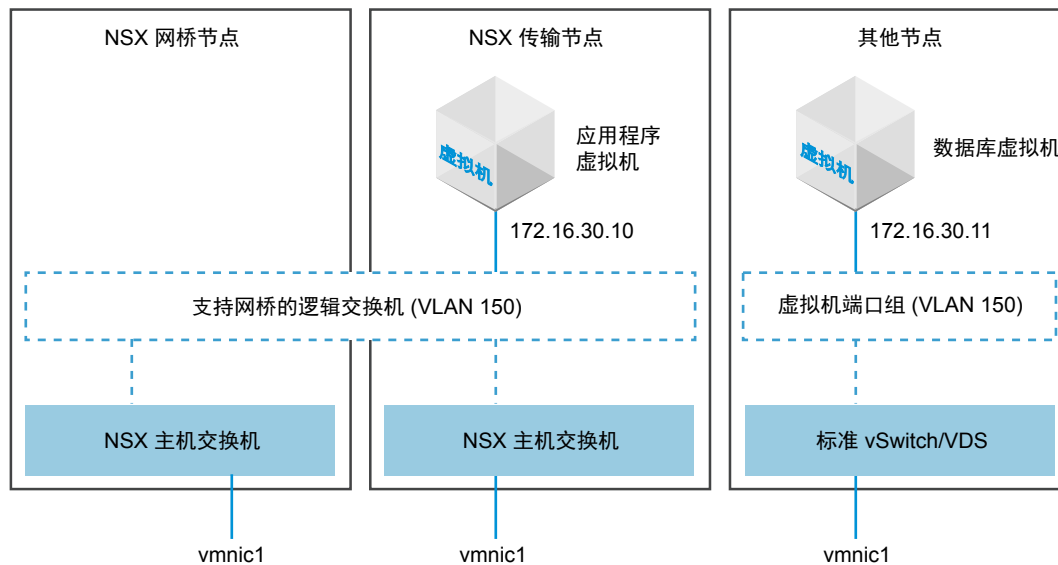 NSX 网桥节点
NSX 传输节点
其他节点
虚拟机
应用程序
虚拟机
虚拟机
数据库虚拟机
172.16.30.10
172.16.30.11
支持网桥的逻辑交换机 (VLAN 150)
虚拟机端口组 (VLAN 150)
NSX 主机交换机
NSX 主机交换机
标准 vSwitch/VDS
vmnic1
vmnic1
vmnic1